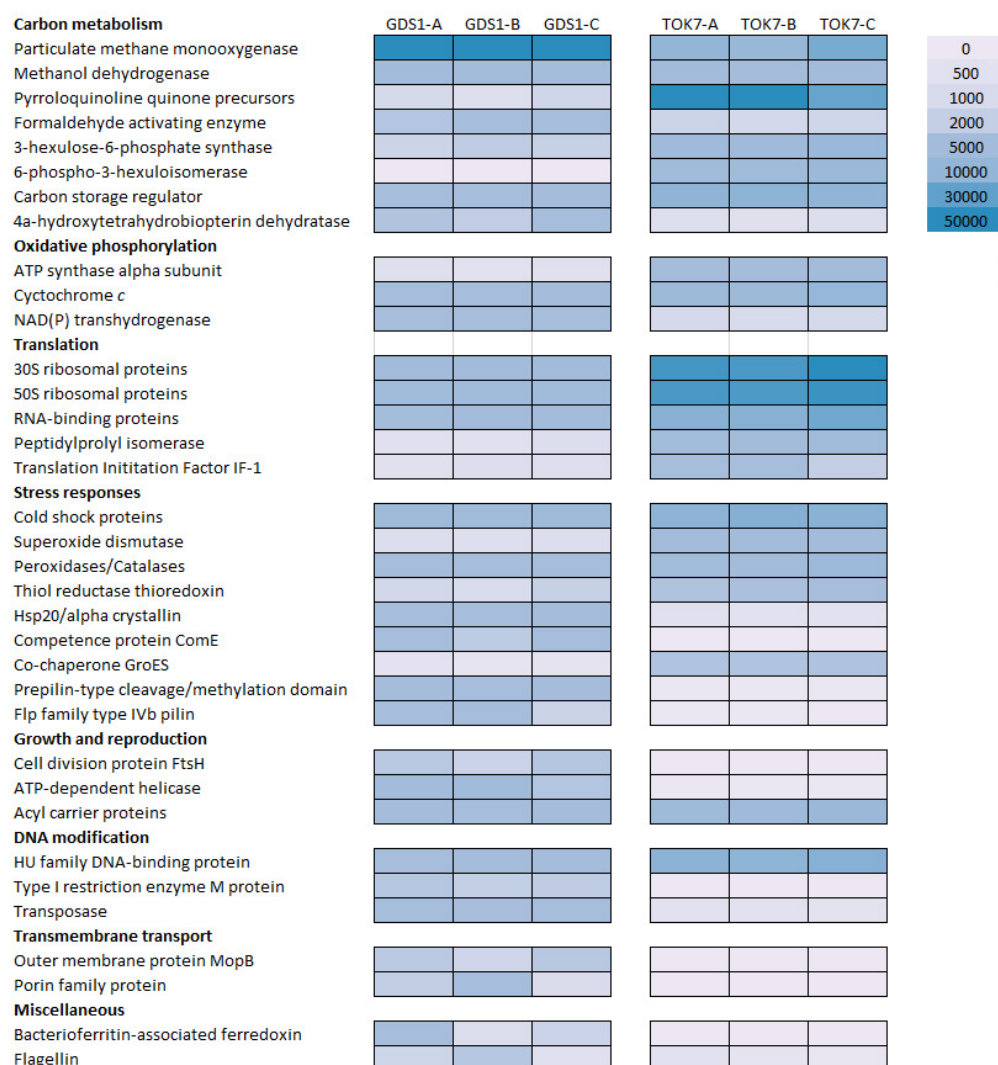 Carbon metabolism GDS1-A GDS1-B GDS1-C TOK7-A TOK7-B TOK7-C
Particulate methane monooxygenase 0
Methanol dehydrogenase 500
Pyrroloquinoline quinone precursors 1000
Formaldehyde activating enzyme 2000
3-hexulose-6-phosphate synthase 5000
6-phospho-3-hexuloisomerase 10000
Carbon storage regulator 30000
4a-hydroxytetrahydrobiopterin dehydratase 50000
Oxidative phosphorylation
ATP synthase alpha subunit
Cyctochrome c
NAD(P) transhydrogenase
Translation
30S ribosomal proteins
50S ribosomal proteins
RNA-binding proteins
Peptidylprolyl isomerase
Translation Inititation Factor IF-1
Stress responses
Cold shock proteins
Superoxide dismutase
Peroxidases/Catalases
Thiol reductase thioredoxin
Hsp20/alpha crystallin
Competence protein ComE
Co-chaperone GroES
Prepilin-type cleavage/methylation domain
Flp family type IVb pilin
Growth and reproduction
Cell division protein FtsH
ATP-dependent helicase
Acyl carrier proteins
DNA modification
HU family DNA-binding protein
Type I restriction enzyme M protein
Transposase
Transmembrane transport
Outer membrane protein MopB
Porin family protein
Miscellaneous
Bacterioferritin-associated ferredoxin
Flagellin